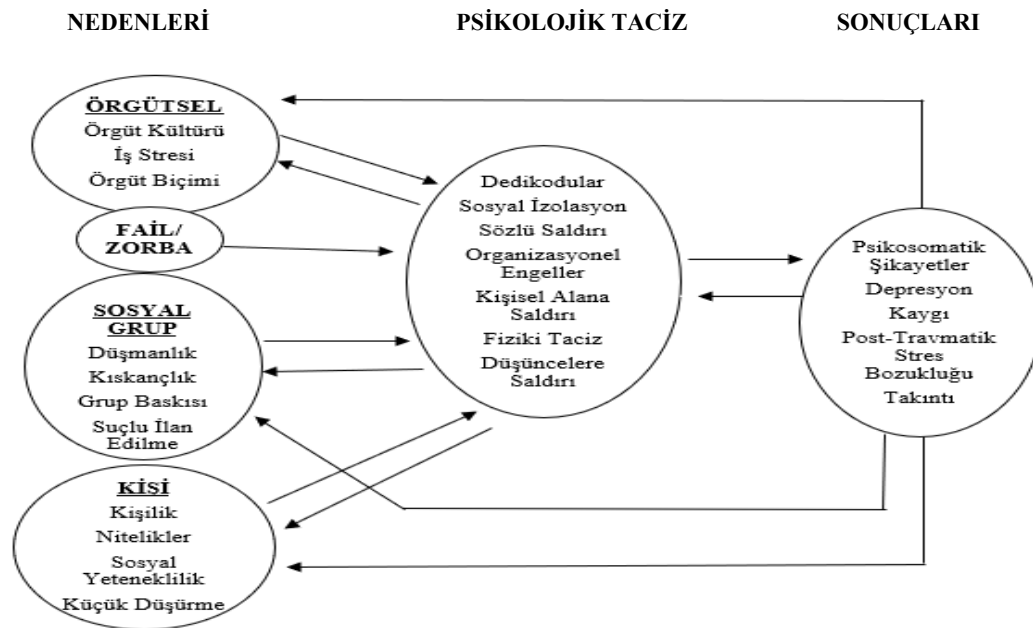 NEDENLERİ
PSİKOLOJİK TACİZ
SONUÇLARI
ÖRGÜTSEL
Örgüt Kültürü
İş Stresi
Örgüt Biçimi
FAİL/
ZORBA
SOSYAL
GRUP
Düşmanlık
Kıskançlık
Grup Baskısı
Suçlu İlan
Edilme
KİŞİ
Kişilik
Nitelikler
Sosyal
Yeteneklilik
Küçük Düşürme
Dedikodular
Sosyal İzolasyon
Sözlü Saldırı
Organizasyonel
Engeller
Kişisel Alana
Saldırı
Fiziki Taciz
Düşüncelere
Saldırı
Psikosomatik
Şikayetler
Depresyon
Kaygı
Post-Travmatik
Stres
Bozukluğu
Takıntı